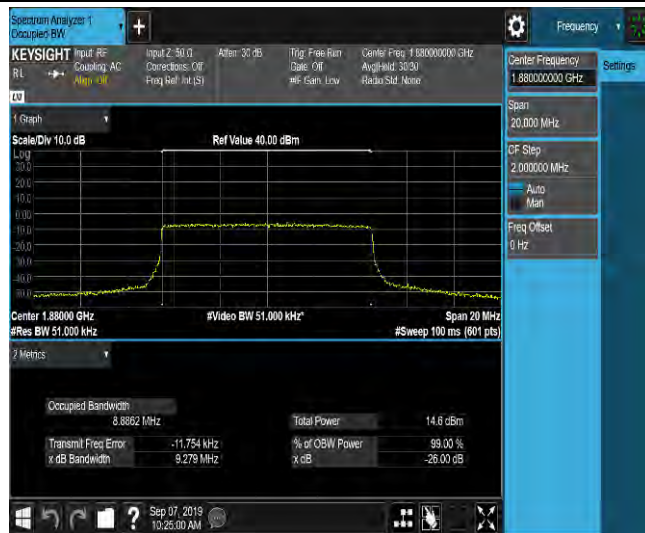 Spectrum Analyzer 1
Occupied BW
Frequency
KEYSIGHT
Input: RF
Coupling: AC
Align: Off
Input Z: 50 Ω
Corrections: Off
Freq Ref: Int (S)
Atten: 30 dB
Trig: Free Run
Gate: Off
#IF Gain: Low
Center Freq: 1.880000000 GHz
Avg|Hold: 30/30
Radio Std: None
RL
Center Frequency
1.880000000 GHz
Settings
Span
20.000 MHz
CF Step
2.000000 MHz
Auto
Man
Freq Offset
0 Hz
1 Graph
Scale/Div 10.0 dB
Ref Value 40.00 dBm
Log
30.0
20.0
10.0
0.00
-10.0
-20.0
-30.0
-40.0
-50.0
Center 1.88000 GHz
#Video BW 51.000 kHz*
Span 20 MHz
#Res BW 51.000 kHz
#Sweep 100 ms (601 pts)
2 Metrics
Occupied Bandwidth
8.8862 MHz
Total Power 14.6 dBm
Transmit Freq Error -11.754 kHz
% of OBW Power 99.00 %
x dB Bandwidth 9.279 MHz
x dB -26.00 dB
Sep 07, 2019
10:25:00 AM